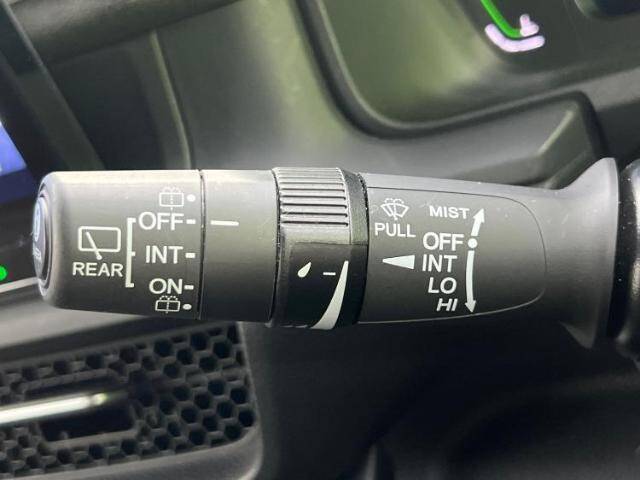 OFF
INT
ON
REAR
PULL
MIST
OFF
INT
LO
HI